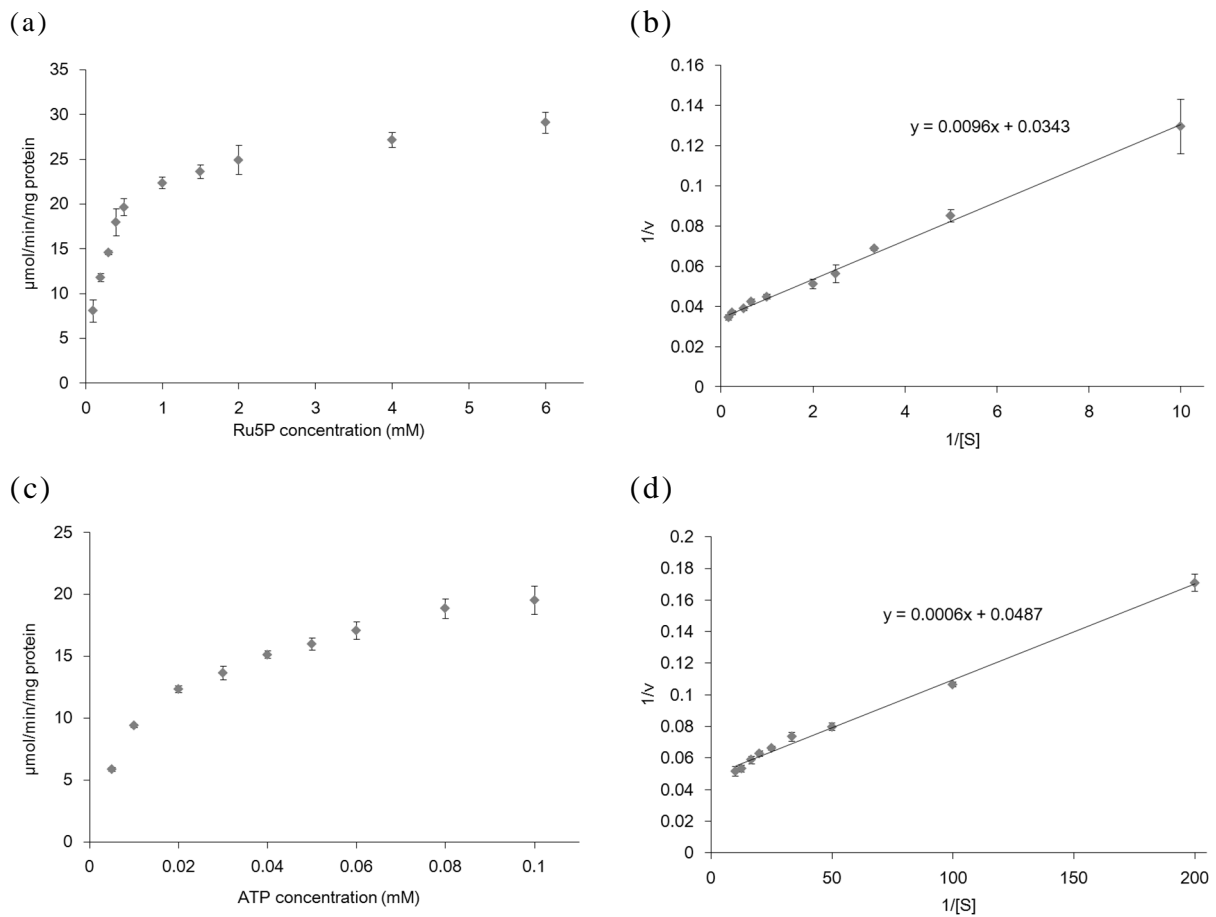 (a)
35
30
25
20
15
10
5
0
µmol/min/mg protein
0 1 2 3 4 5 6
Ru5P concentration (mM)
(b)
0.16
0.14
0.12
0.1
0.08
0.06
0.04
0.02
0
1/v
y = 0.0096x + 0.0343
0 2 4 6 8 10
1/[S]
(c)
25
20
15
10
5
0
µmol/min/mg protein
0 0.02 0.04 0.06 0.08 0.1
ATP concentration (mM)
(d)
0.2
0.18
0.16
0.14
0.12
0.1
0.08
0.06
0.04
0.02
0
1/v
y = 0.0006x + 0.0487
0 50 100 150 200
1/[S]